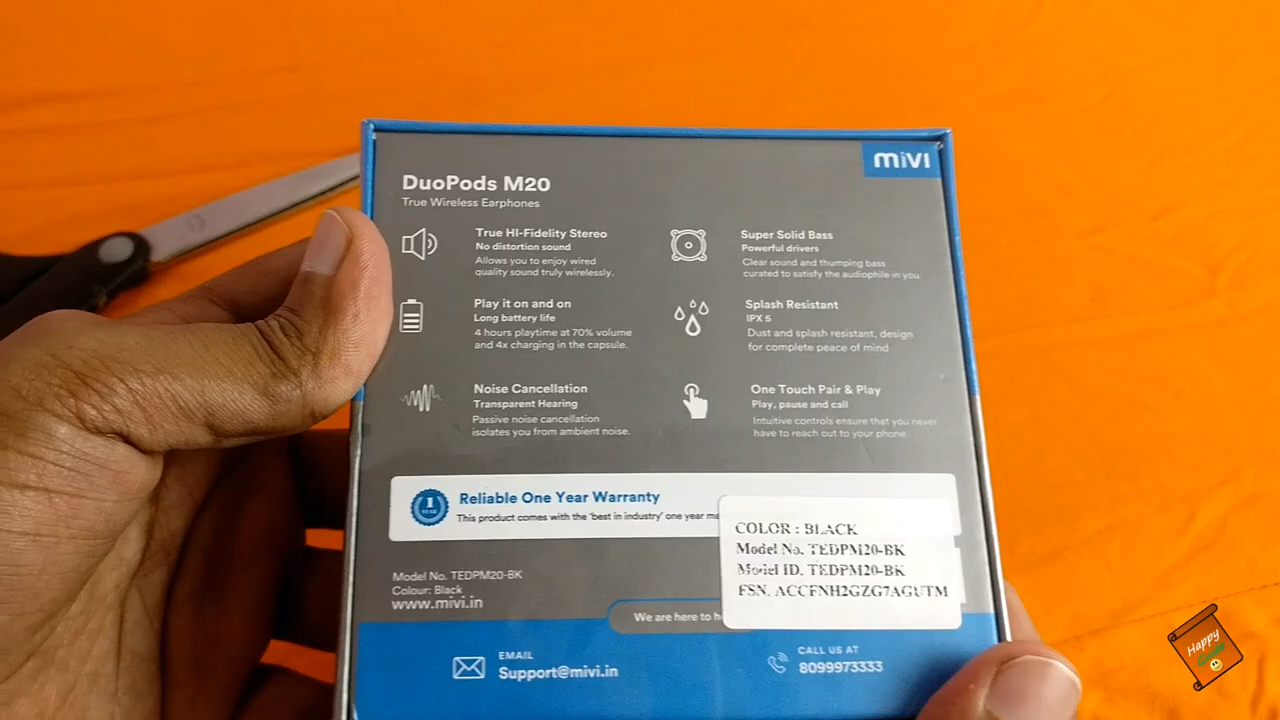 mivi
DuoPods M20
True Wireless Earphones
True HI-Fidelity Stereo
No distortion sound
Allows you to enjoy wired
quality sound truly wirelessly.
Super Solid Bass
Powerful drivers
Clear sound and thumping bass
curated to satisfy the audiophile in you.
Play it on and on
Long battery life
4 hours playtime at 70% volume
and 4x charging in the capsule.
Splash Resistant
IPX 5
Dust and splash resistant, design
for complete peace of mind
Noise Cancellation
Transparent Hearing
Passive noise cancellation
isolates you from ambient noise.
One Touch Pair & Play
Play, pause and call
Intuitive controls ensure that you never
have to reach out to your phone.
1
YEAR
Reliable One Year Warranty
This product comes with the 'best in industry' one year
COLOR : BLACK
Model No. TEDPM20-BK
Model ID. TEDPM20-BK
FSN. ACCFNH2GZG7AGUTM
Model No. TEDPM20-BK
Colour: Black
www.mivi.in
We are here to
EMAIL
Support@mivi.in
CALL US AT
8099973333
Happy
Guide